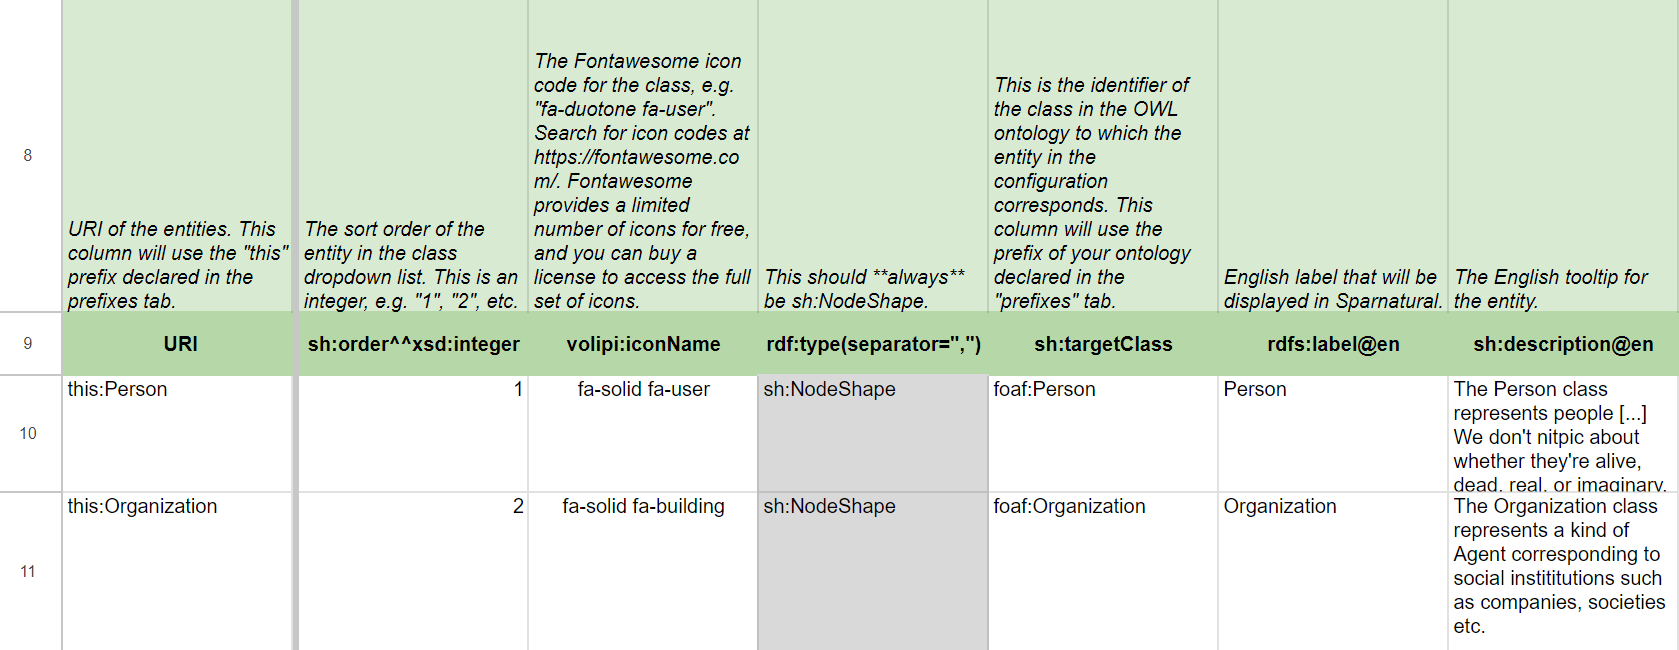 8
URI of the entities. This
column will use the "this"
prefix declared in the
prefixes tab.
The sort order of the
entity in the class
dropdown list. This is an
integer, e.g. "1", "2", etc.
The Fontawesome icon
code for the class, e.g.
"fa-duotone fa-user".
Search for icon codes at
https://fontawesome.co
m/. Fontawesome
provides a limited
number of icons for free,
and you can buy a
license to access the full
set of icons.
This should **always**
be sh:NodeShape.
This is the identifier of
the class in the OWL
ontology to which the
entity in the
configuration
corresponds. This
column will use the
prefix of your ontology
declared in the
"prefixes" tab.
English label that will be
displayed in Sparnatural.
The English tooltip for
the entity.
9
URI
sh:order^^xsd:integer
volipi:iconName
rdf:type(separator=",")
sh:targetClass
rdfs:label@en
sh:description@en
10
this:Person
1
fa-solid fa-user
sh:NodeShape
foaf:Person
Person
The Person class
represents people [...]
We don't nitpic about
whether they're alive,
dead, real, or imaginary.
11
this:Organization
2
fa-solid fa-building
sh:NodeShape
foaf:Organization
Organization
The Organization class
represents a kind of
Agent corresponding to
social instititutions such
as companies, societies
etc.